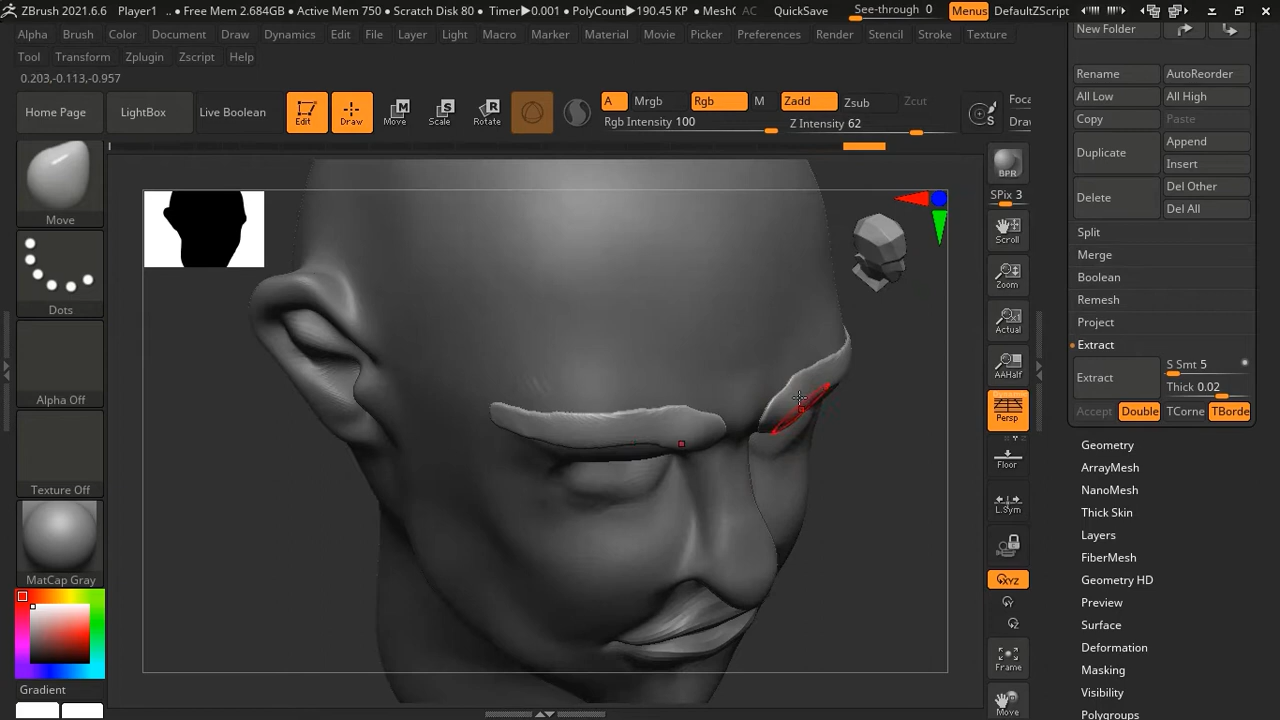 ZBrush 2021.6.6 Player1 .. • Free Mem 2.684GB • Active Mem 750 • Scratch Disk 80 • Timer▶0.001 • PolyCount▶190.45 KP • MeshC QuickSave See-through 0 Menus DefaultZScript
Alpha Brush Color Document Draw Dynamics Edit File Layer Light Macro Marker Material Movie Picker Preferences Render Stencil Stroke Texture
Tool Transform Zplugin Zscript Help
0.203,-0.113,-0.957
Home Page LightBox Live Boolean Edit Draw Move Scale Rotate
A Mrgb Rgb M Zadd Zsub Zcut Foca
Rgb Intensity 100 Z Intensity 62 Draw
Move
Dots
Alpha Off
Texture Off
MatCap Gray
Gradient
BPR
SPix 3
Scroll
Zoom
Actual
AAHalf
Persp
Floor
L.Sym
XYZ
Y
Z
Frame
Move
New Folder
Rename AutoReorder
All Low All High
Copy Paste
Duplicate Append
Insert
Delete Del Other
Del All
Split
Merge
Boolean
Remesh
Project
Extract
Extract S Smt 5
Thick 0.02
Accept Double TCorne TBorde
Geometry
ArrayMesh
NanoMesh
Thick Skin
Layers
FiberMesh
Geometry HD
Preview
Surface
Deformation
Masking
Visibility
Polygroups